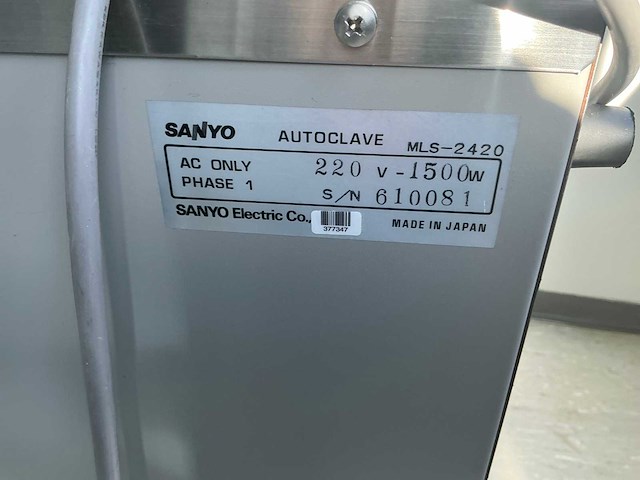 SANYO AUTOCLAVE MLS-2420
AC ONLY 220 V - 1500W
PHASE 1 S/N 610081
SANYO Electric Co., MADE IN JAPAN
377347